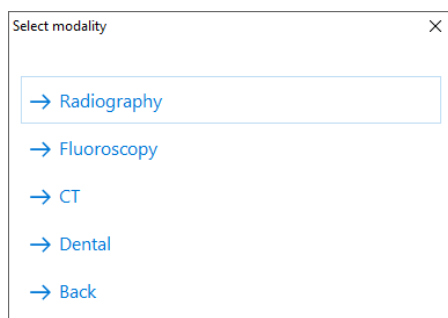 Select modality
Radiography
Fluoroscopy
CT
Dental
Back